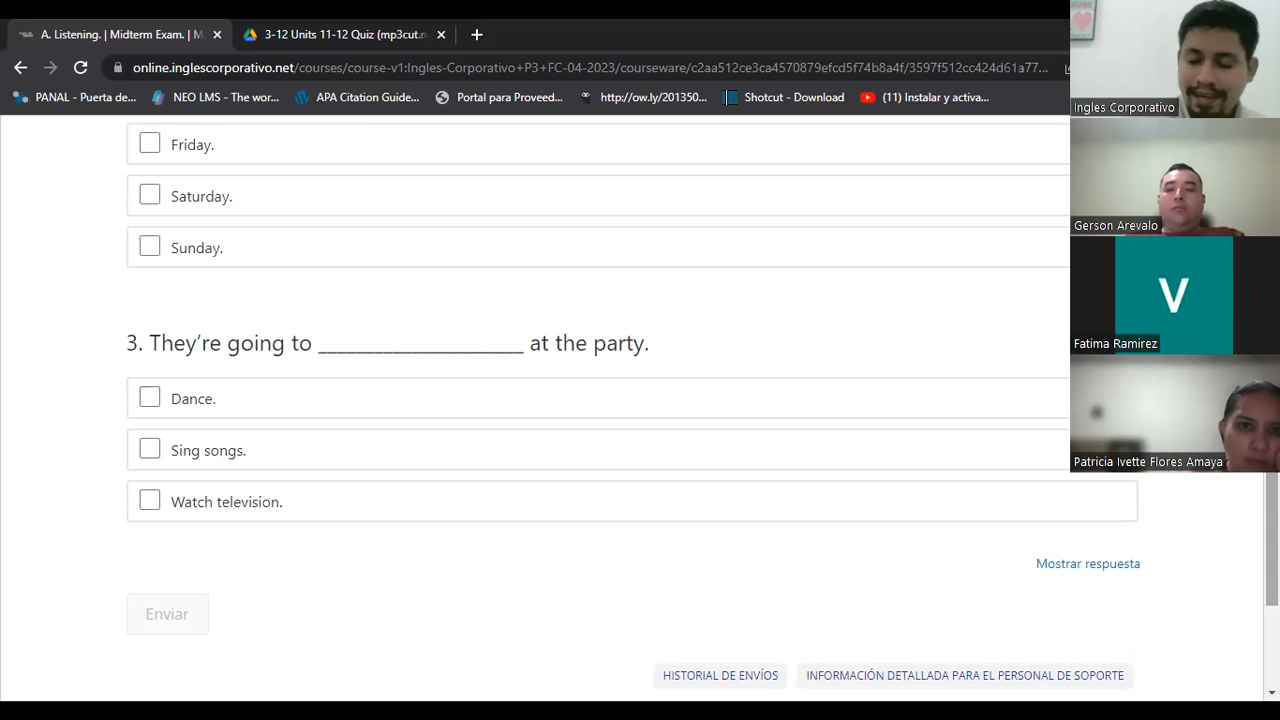 A. Listening. | Midterm Exam. | M
3-12 Units 11-12 Quiz (mp3cut.n
online.inglescorporativo.net/courses/course-v1:Ingles-Corporativo+P3+EC-04-2023/courseware/c2aa512ce3ca4570879efcd5f74b8a4f/3597f512cc424d61a77...
PANAL - Puerta de... NEO LMS - The wor... APA Citation Guide... Portal para Proveed... http://ow.ly/201350... Shotcut - Download (11) Instalar y activa...
Ingles Corporativo
Friday.
Saturday.
Gerson Arevalo
Sunday.
V
3. They're going to ______________________ at the party.
Fatima Ramirez
Dance.
Sing songs.
Patricia Ivette Flores Amaya
Watch television.
Mostrar respuesta
Enviar
HISTORIAL DE ENVÍOS
INFORMACIÓN DETALLADA PARA EL PERSONAL DE SOPORTE